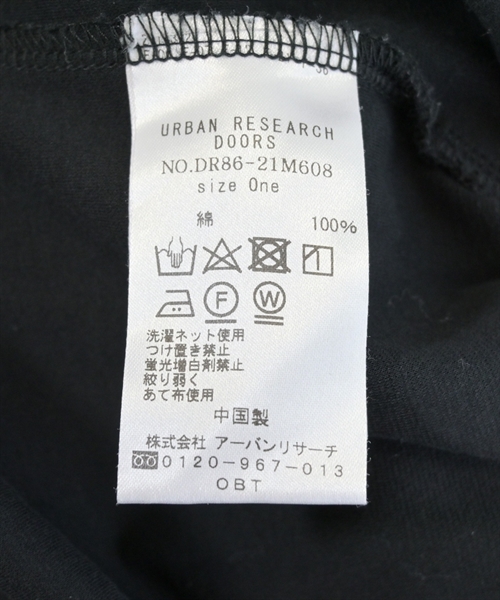 URBAN RESEARCH
DOORS
NO.DR86-21M608
size One
綿 100%
F W
洗濯ネット使用
つけ置き禁止
蛍光増白剤禁止
絞り弱く
あて布使用
中国製
株式会社 アーバンリサーチ
0120-967-013
OBT